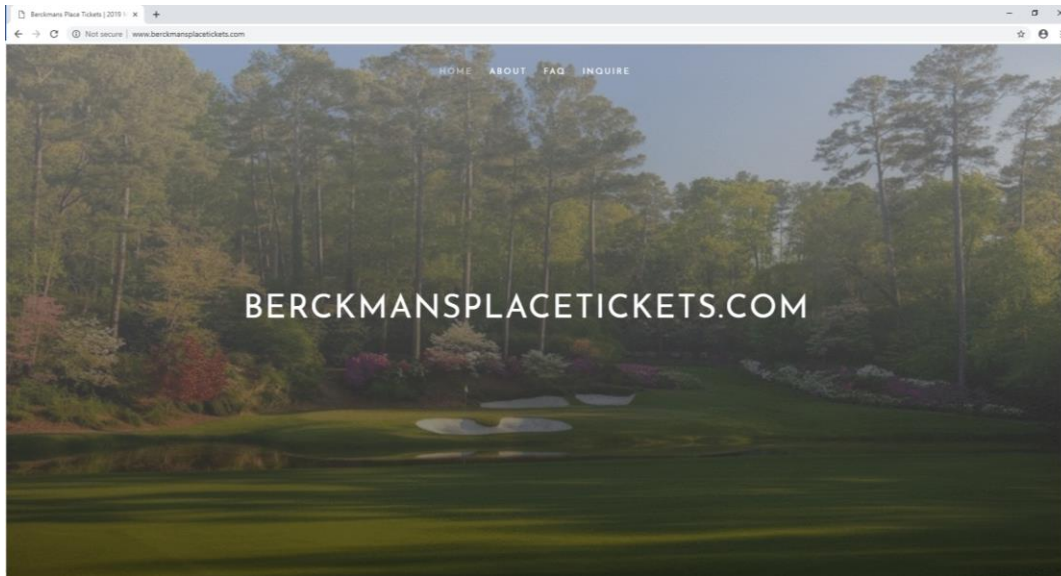 Berckmans Place Tickets | 2019
Not secure | www.berckmansplacetickets.com
HOME ABOUT FAQ INQUIRE
BERCKMANSPLACETICKETS.COM